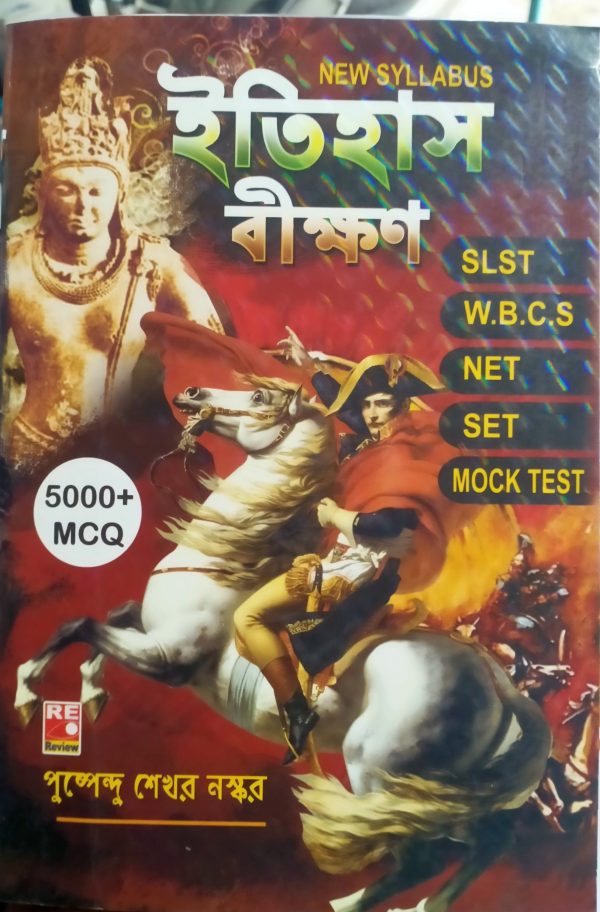 NEW SYLLABUS
ইতিহাস
বীক্ষণ
SLST
W.B.C.S
NET
SET
MOCK TEST
5000+
MCQ
RE
Review
পুষ্পেন্দু শেখর নস্কর